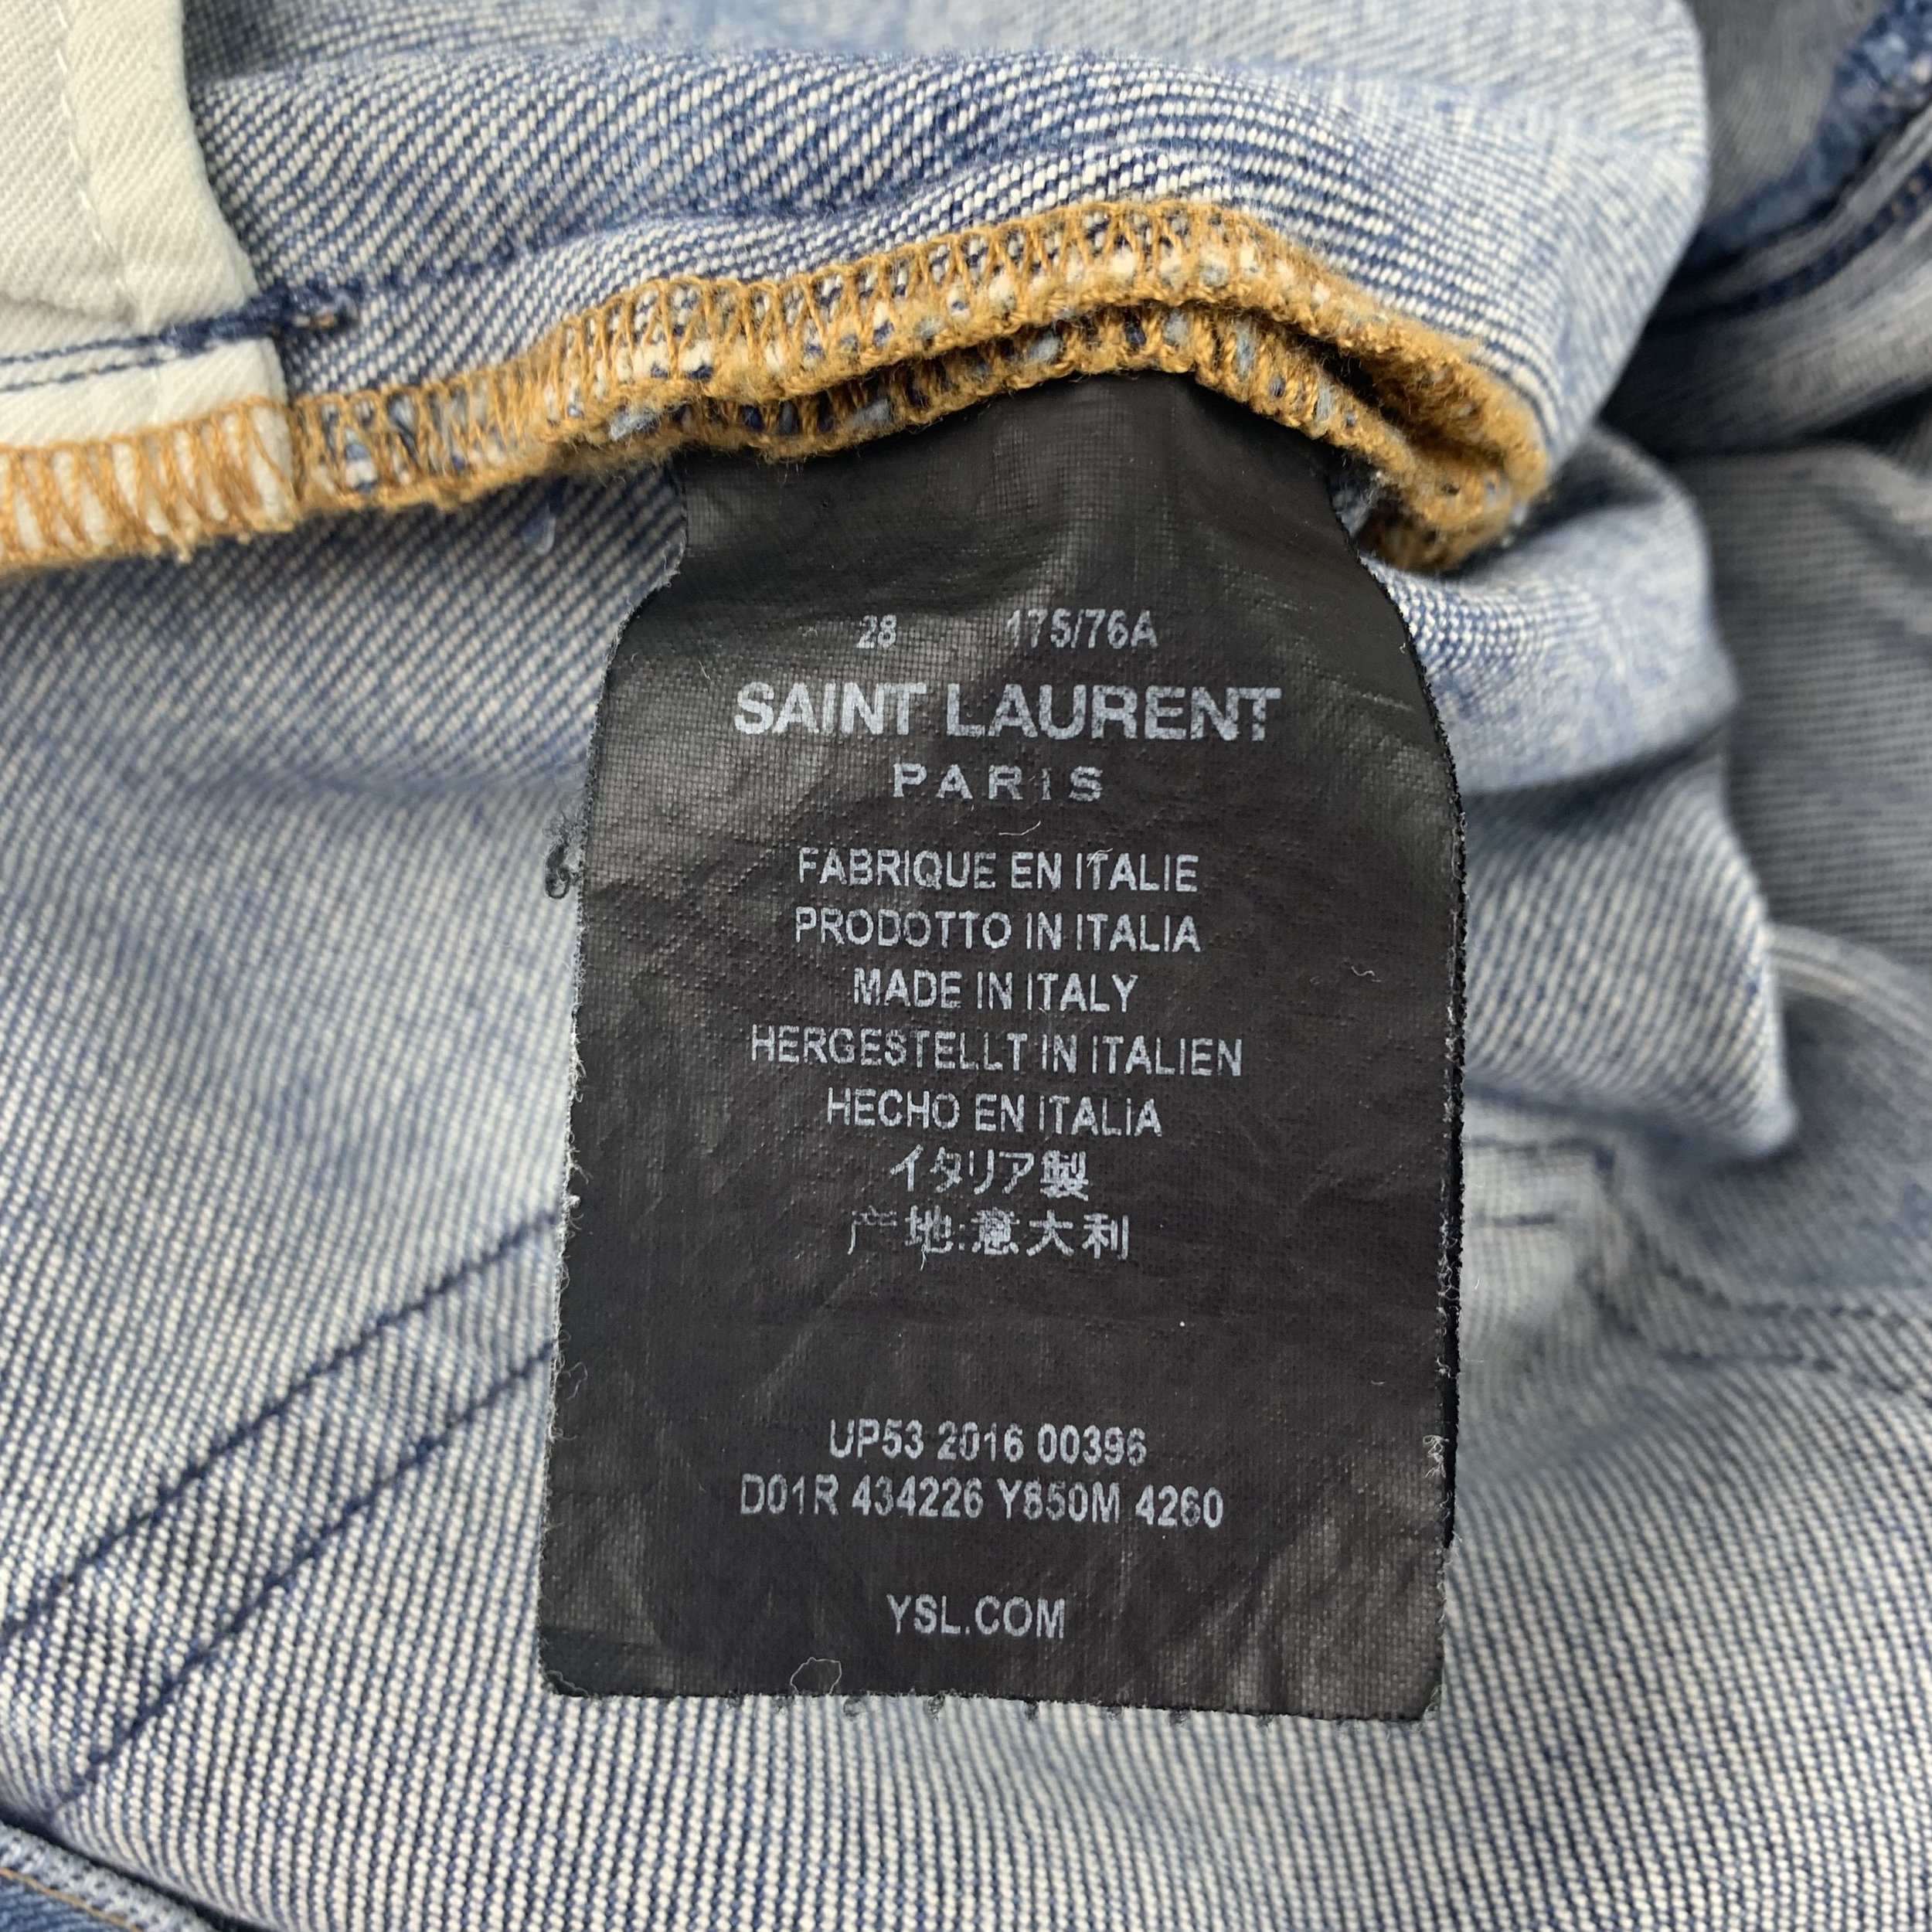 28 175/76A
SAINT LAURENT
PARIS
FABRIQUE EN ITALIE
PRODOTTO IN ITALIA
MADE IN ITALY
HERGESTELLT IN ITALIEN
HECHO EN ITALIA
イタリア製
产地:意大利
UP53 2016 00396
D01R 434226 Y850M 4260
YSL.COM